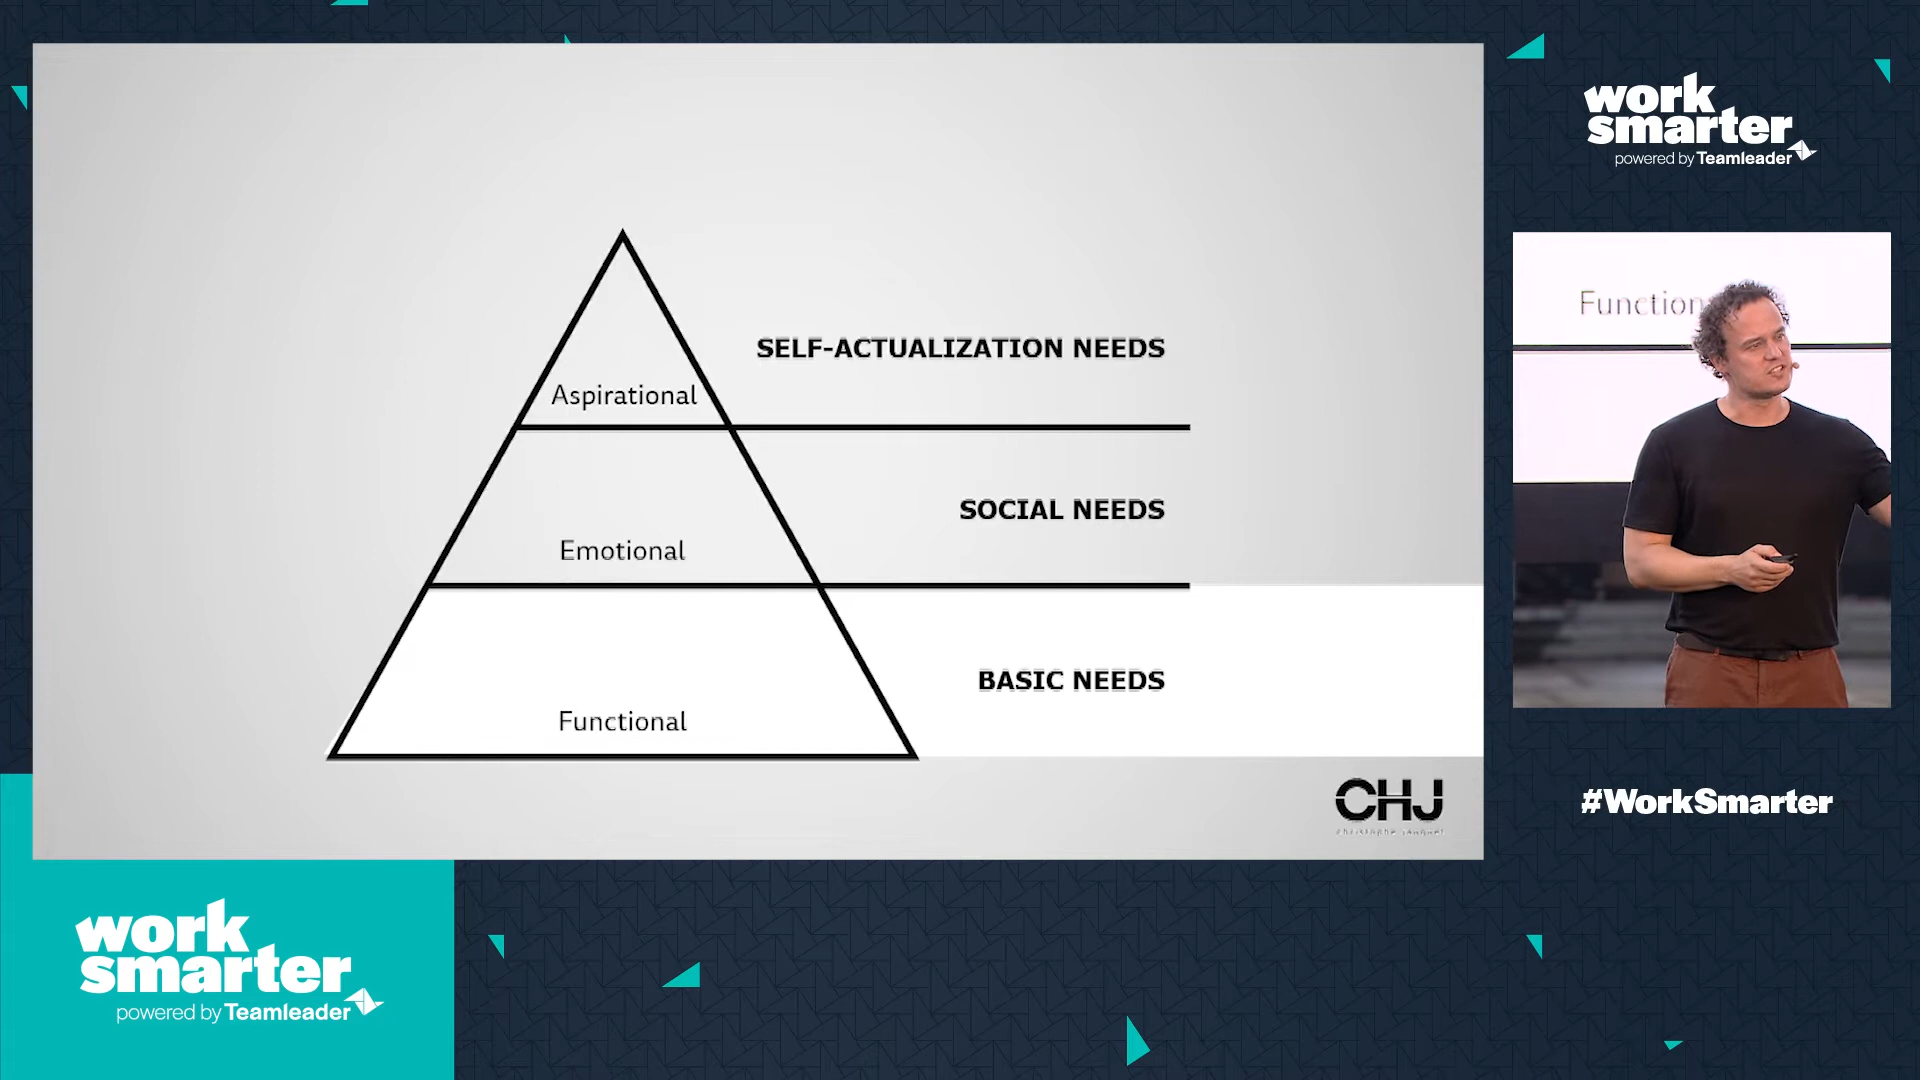 SELF-ACTUALIZATION NEEDS
Aspirational
SOCIAL NEEDS
Emotional
BASIC NEEDS
Functional
CHJ
work
smarter
powered by Teamleader
Function
#WorkSmarter
work
smarter
powered by Teamleader